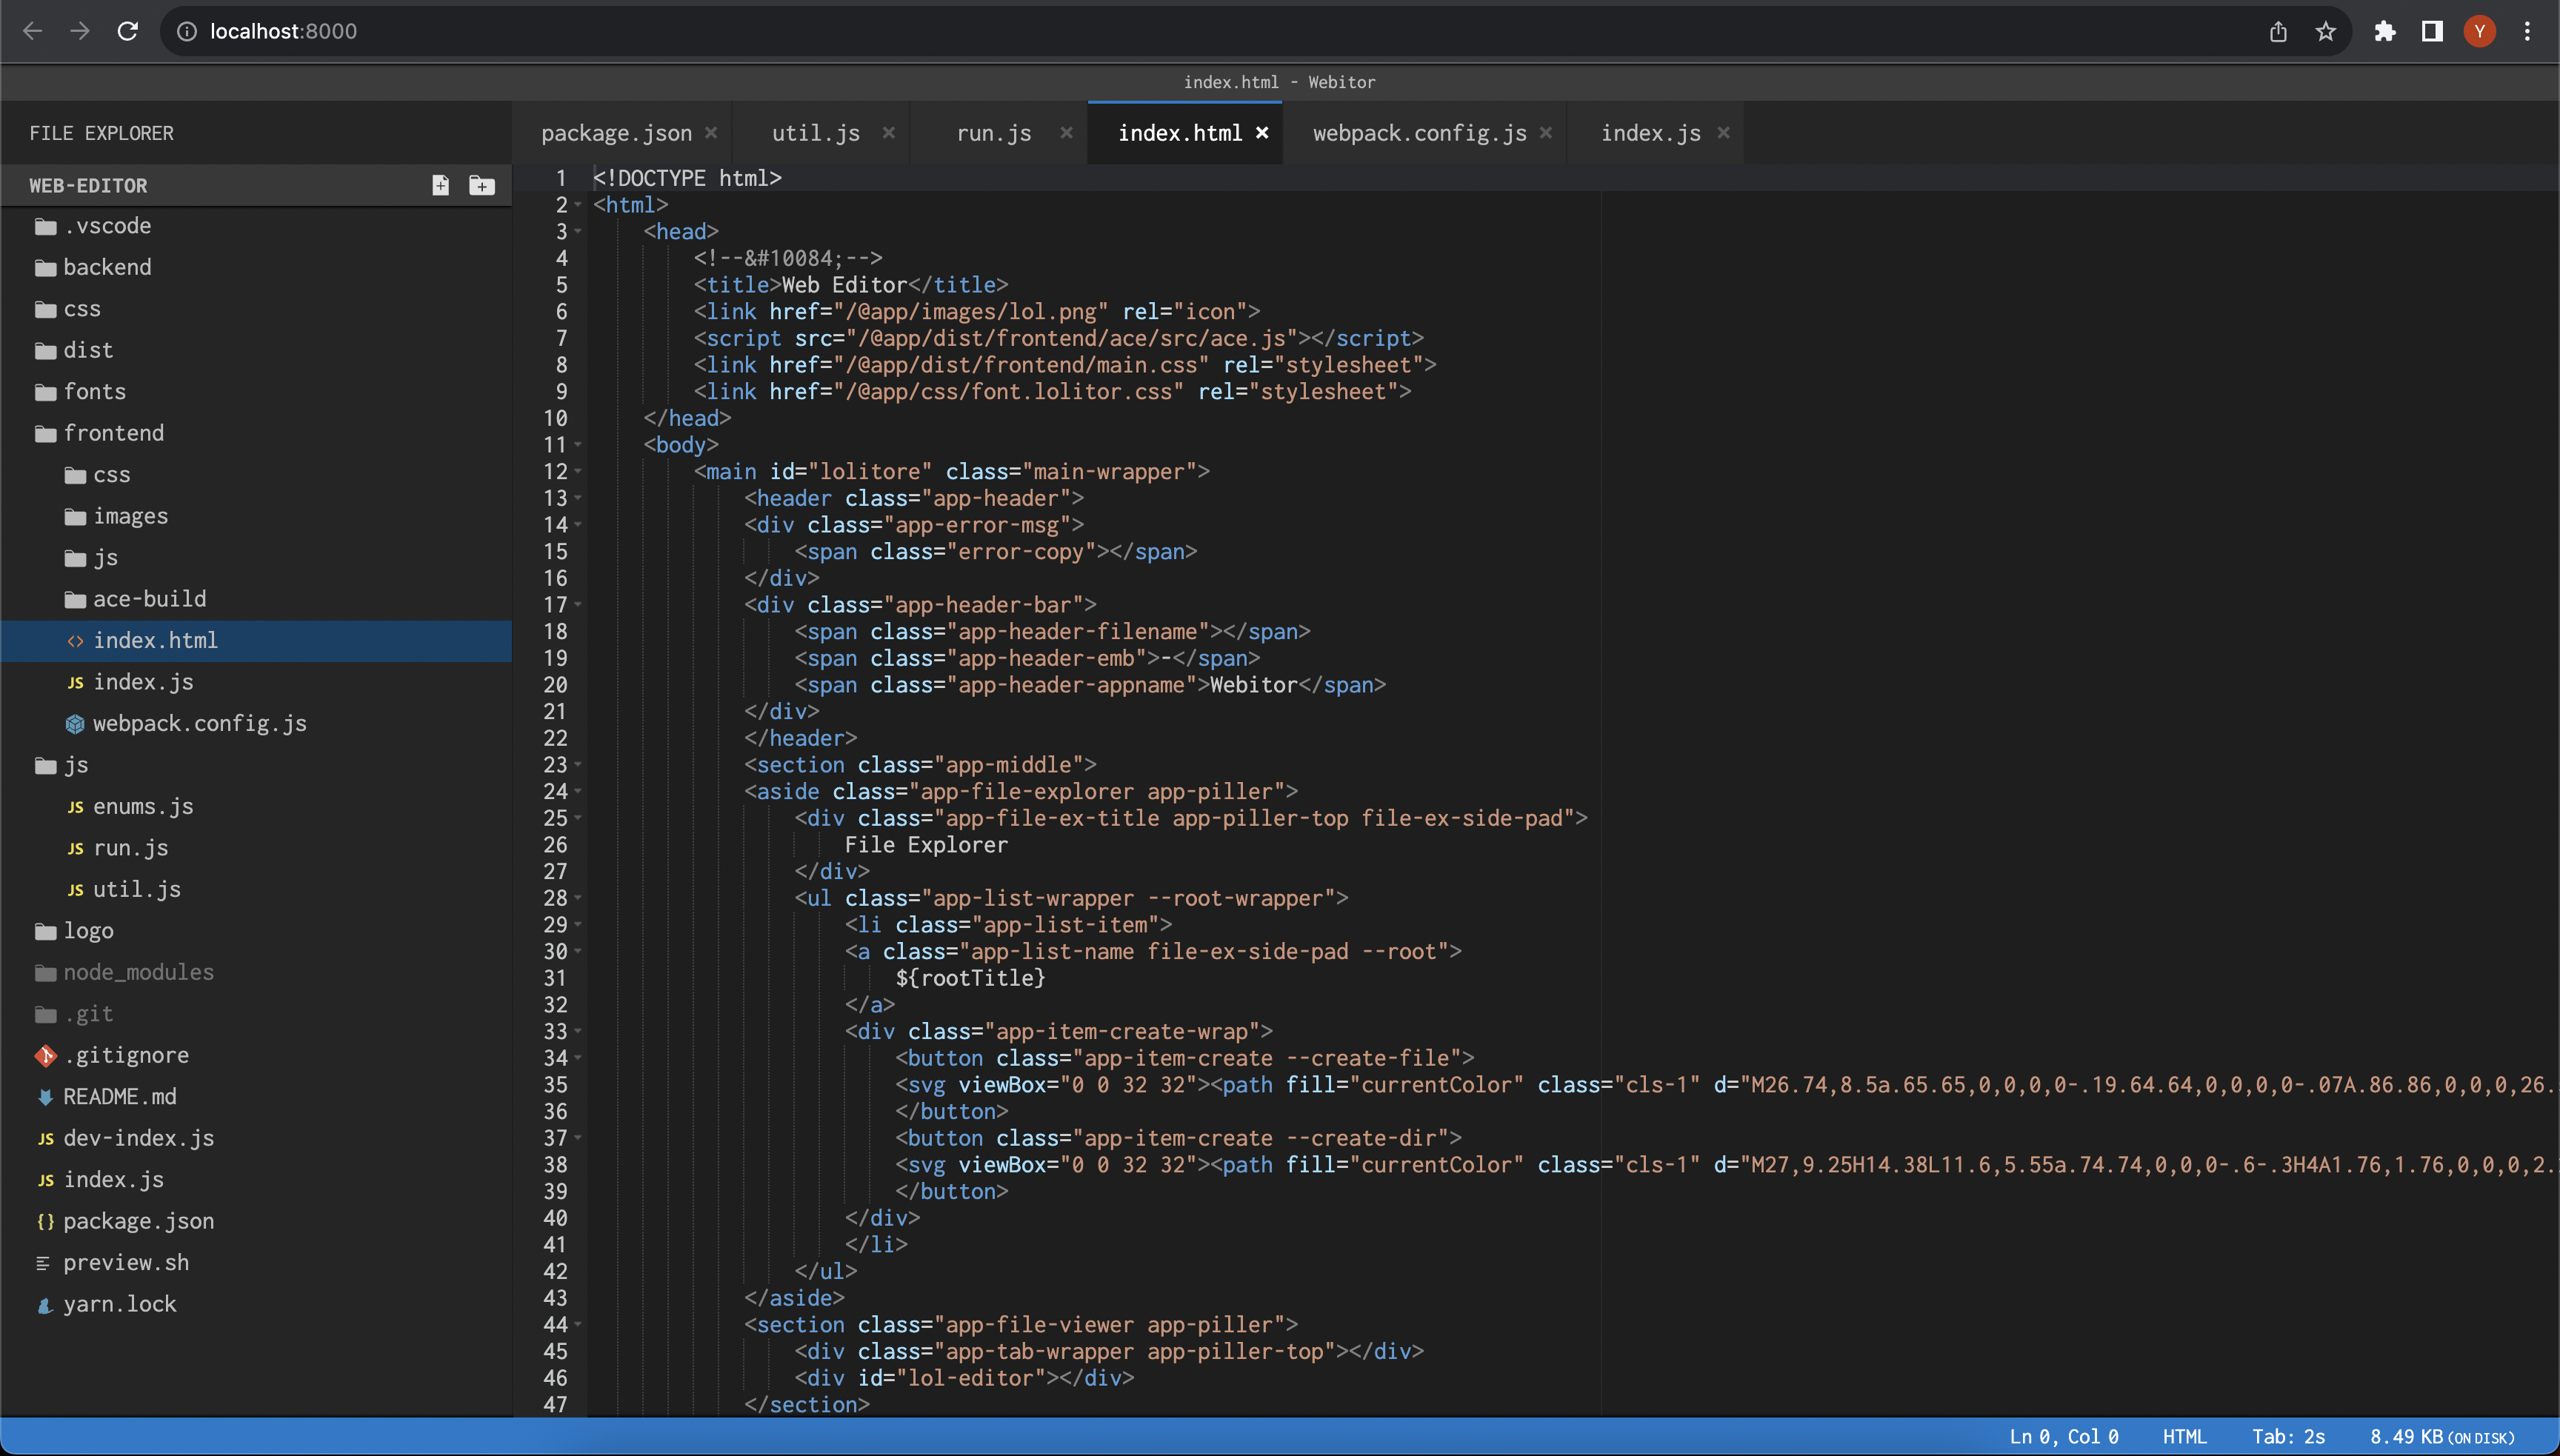 localhost:8000
Y
index.html - Webitor
FILE EXPLORER
WEB-EDITOR
.vscode
backend
css
dist
fonts
frontend
css
images
js
ace-build
<> index.html
JS index.js
webpack.config.js
js
JS enums.js
JS run.js
JS util.js
logo
node_modules
.git
.gitignore
README.md
JS dev-index.js
JS index.js
{} package.json
preview.sh
yarn.lock
package.json × util.js × run.js × index.html × webpack.config.js × index.js ×
1 <!DOCTYPE html>
2 <html>
3 <head>
4 <!--&#10084;-->
5 <title>Web Editor</title>
6 <link href="/@app/images/lol.png" rel="icon">
7 <script src="/@app/dist/frontend/ace/src/ace.js"></script>
8 <link href="/@app/dist/frontend/main.css" rel="stylesheet">
9 <link href="/@app/css/font.lolitor.css" rel="stylesheet">
10 </head>
11 <body>
12 <main id="lolitore" class="main-wrapper">
13 <header class="app-header">
14 <div class="app-error-msg">
15 <span class="error-copy"></span>
16 </div>
17 <div class="app-header-bar">
18 <span class="app-header-filename"></span>
19 <span class="app-header-emb">-</span>
20 <span class="app-header-appname">Webitor</span>
21 </div>
22 </header>
23 <section class="app-middle">
24 <aside class="app-file-explorer app-piller">
25 <div class="app-file-ex-title app-piller-top file-ex-side-pad">
26 File Explorer
27 </div>
28 <ul class="app-list-wrapper --root-wrapper">
29 <li class="app-list-item">
30 <a class="app-list-name file-ex-side-pad --root">
31 ${rootTitle}
32 </a>
33 <div class="app-item-create-wrap">
34 <button class="app-item-create --create-file">
35 <svg viewBox="0 0 32 32"><path fill="currentColor" class="cls-1" d="M26.74,8.5a.65.65,0,0,0,0-.19.64.64,0,0,0,0-.07A.86.86,0,0,0,26.
36 </button>
37 <button class="app-item-create --create-dir">
38 <svg viewBox="0 0 32 32"><path fill="currentColor" class="cls-1" d="M27,9.25H14.38L11.6,5.55a.74.74,0,0,0-.6-.3H4A1.76,1.76,0,0,0,2.
39 </button>
40 </div>
41 </li>
42 </ul>
43 </aside>
44 <section class="app-file-viewer app-piller">
45 <div class="app-tab-wrapper app-piller-top"></div>
46 <div id="lol-editor"></div>
47 </section>
Ln 0, Col 0 HTML Tab: 2s 8.49 KB (ON DISK)